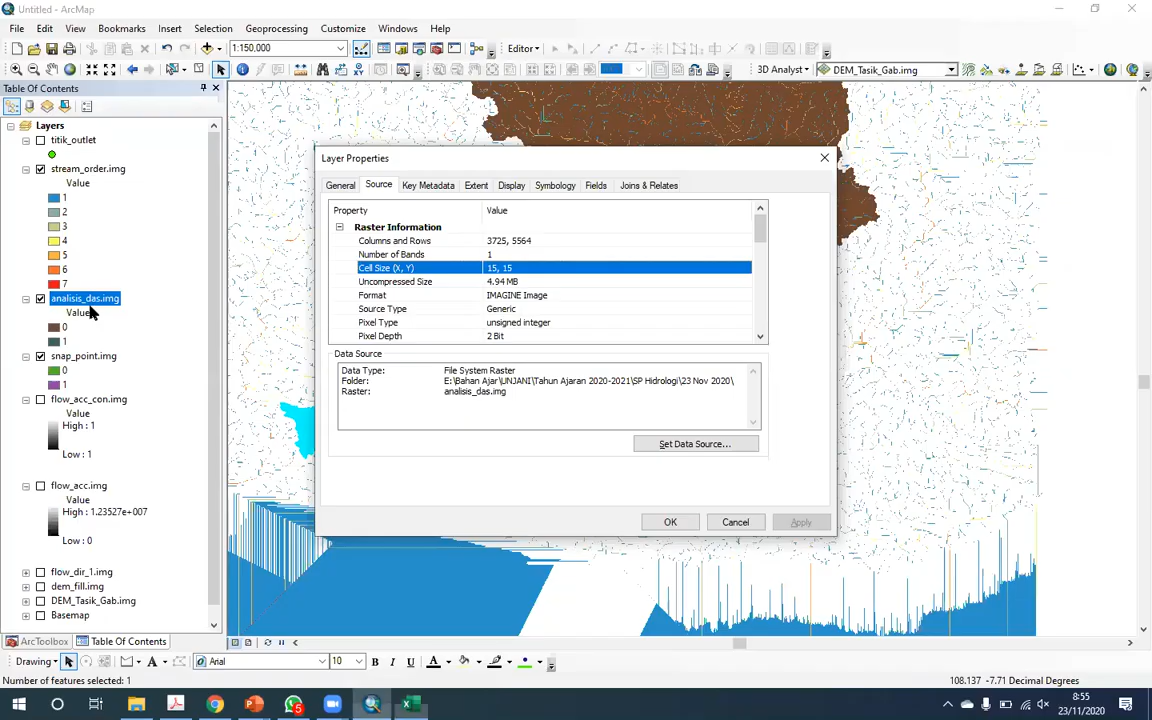 Untitled - ArcMap
File Edit View Bookmarks Insert Selection Geoprocessing Customize Windows Help
1:150,000 Editor
3D Analyst DEM_Tasik_Gab.img
Table Of Contents
Layers
titik_outlet
stream_order.img
Value
1
2
3
4
5
6
7
analisis_das.img
Value
0
1
snap_point.img
0
1
flow_acc_con.img
Value
High : 1
Low : 1
flow_acc.img
Value
High : 1.23527e+007
Low : 0
flow_dir_1.img
dem_fill.img
DEM_Tasik_Gab.img
Basemap
ArcToolbox Table Of Contents
Layer Properties
General Source Key Metadata Extent Display Symbology Fields Joins & Relates
Property Value
Raster Information
Columns and Rows 3725, 5564
Number of Bands 1
Cell Size (X, Y) 15, 15
Uncompressed Size 4.94 MB
Format IMAGINE Image
Source Type Generic
Pixel Type unsigned integer
Pixel Depth 2 Bit
Data Source
Data Type: File System Raster
Folder: E:\Bahan Ajar\UNJANI\Tahun Ajaran 2020-2021\SP Hidrologi\23 Nov 2020\
Raster: analisis_das.img
Set Data Source...
OK Cancel Apply
Drawing A Arial 10 B I U A
Number of features selected: 1 108.137 -7.71 Decimal Degrees
5
8:55
23/11/2020